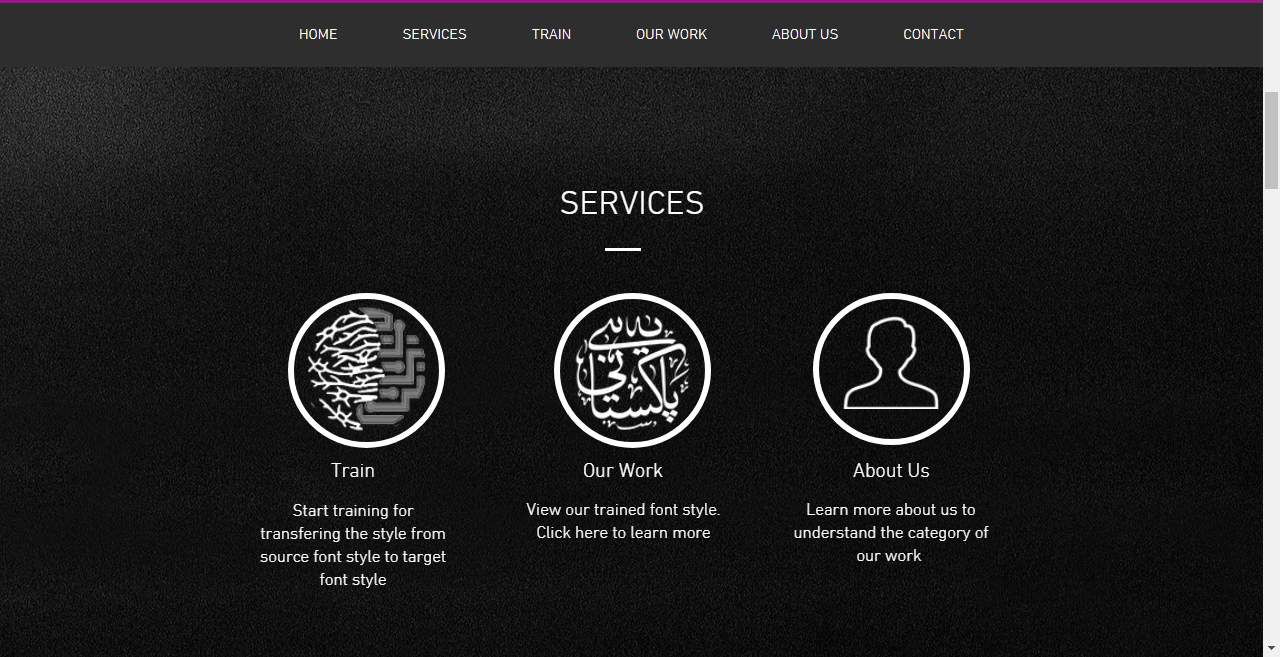 HOME SERVICES TRAIN OUR WORK ABOUT US CONTACT
SERVICES
پاکستانی
Train
Start training for
transfering the style from
source font style to target
font style
Our Work
View our trained font style.
Click here to learn more
About Us
Learn more about us to
understand the category of
our work